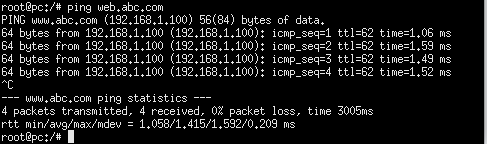 root@pc:/# ping web.abc.com
PING www.abc.com (192.168.1.100) 56(84) bytes of data.
64 bytes from 192.168.1.100 (192.168.1.100): icmp_seq=1 ttl=62 time=1.06 ms
64 bytes from 192.168.1.100 (192.168.1.100): icmp_seq=2 ttl=62 time=1.59 ms
64 bytes from 192.168.1.100 (192.168.1.100): icmp_seq=3 ttl=62 time=1.49 ms
64 bytes from 192.168.1.100 (192.168.1.100): icmp_seq=4 ttl=62 time=1.52 ms
^C
--- www.abc.com ping statistics ---
4 packets transmitted, 4 received, 0% packet loss, time 3005ms
rtt min/avg/max/mdev = 1.058/1.415/1.592/0.209 ms
root@pc:/#